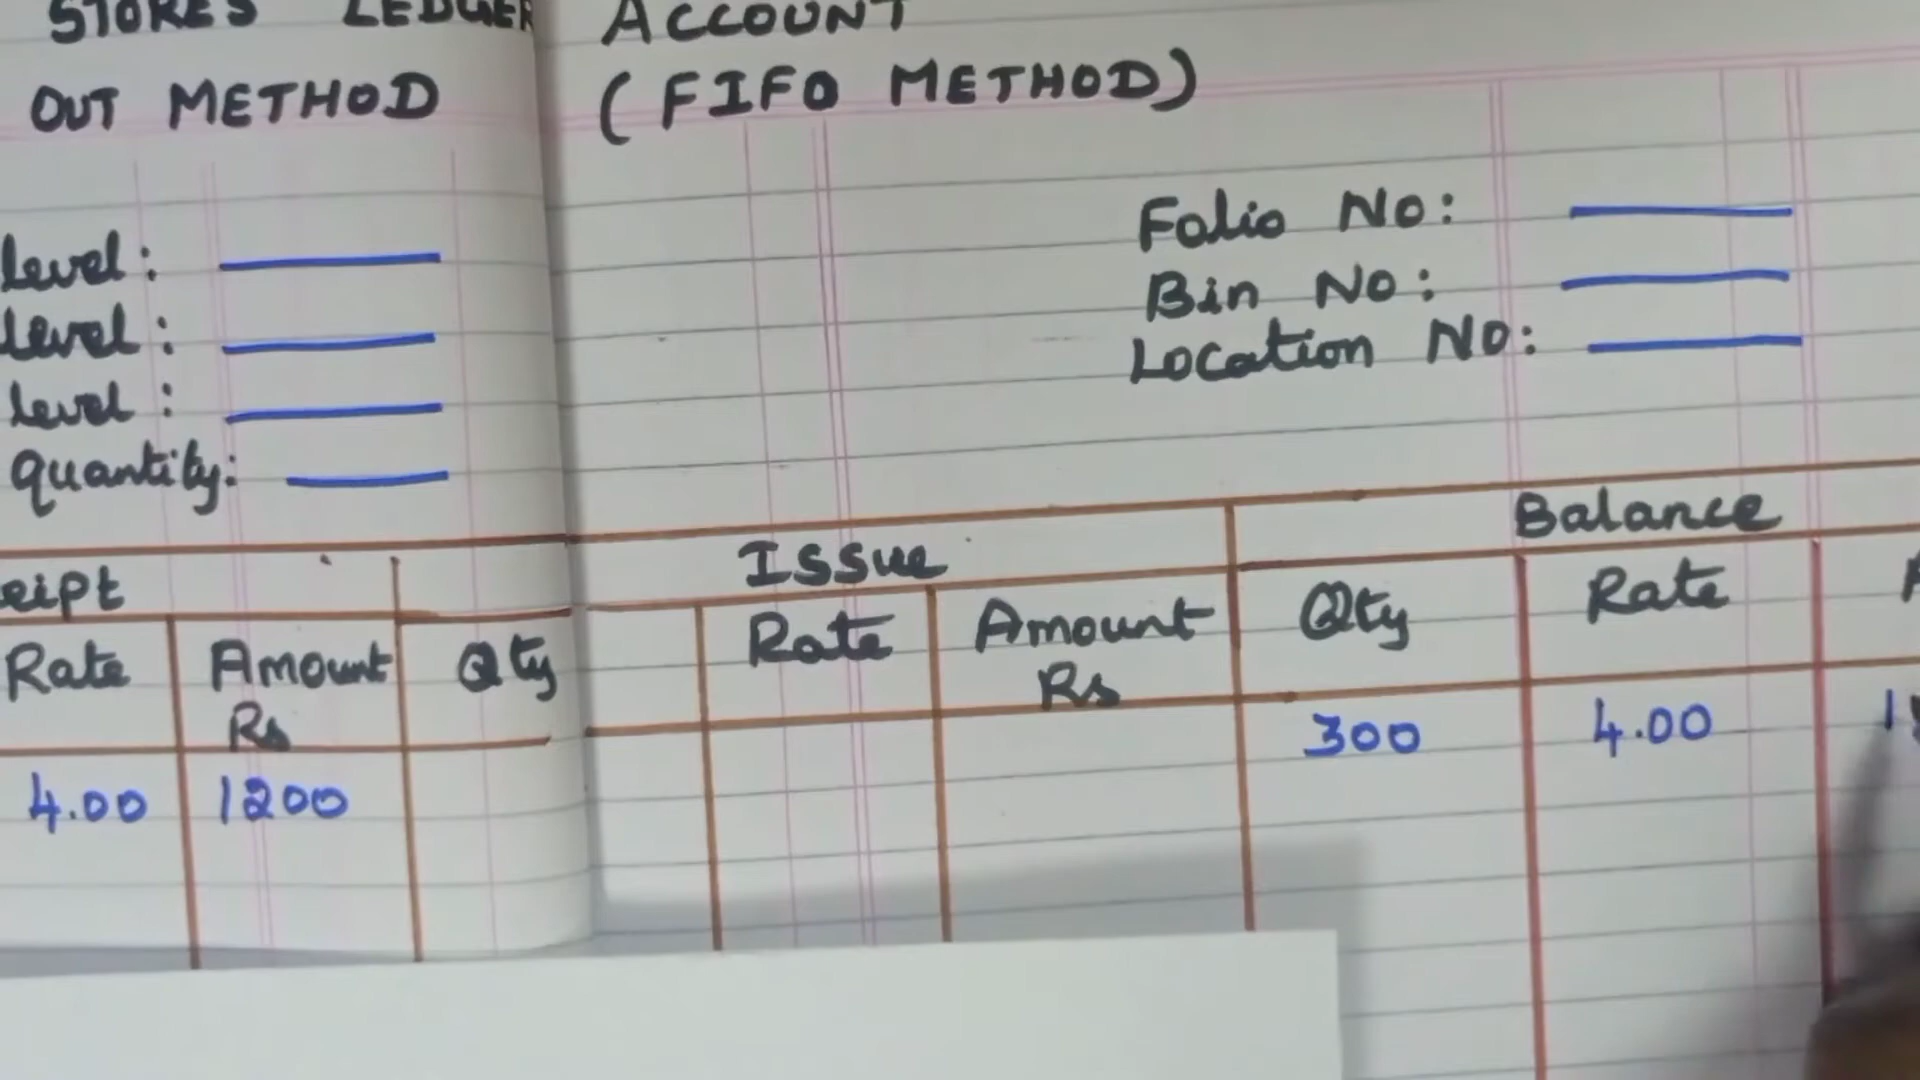 STORES LEDGER ACCOUNT
OUT METHOD (FIFO METHOD)
Level:
Level:
Level:
Quantity:
Folio No:
Bin No:
Location No:
eipt Issue Balance
Rate Amount Rs Qty Rate Amount Rs Qty Rate
4.00 1200 300 4.00